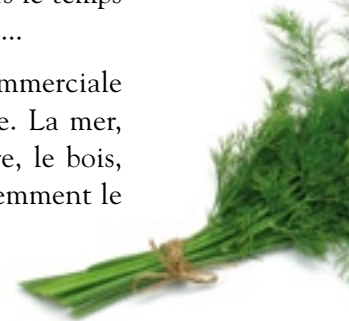 s le temps
...
mmerciale
e. La mer,
re, le bois,
emment le